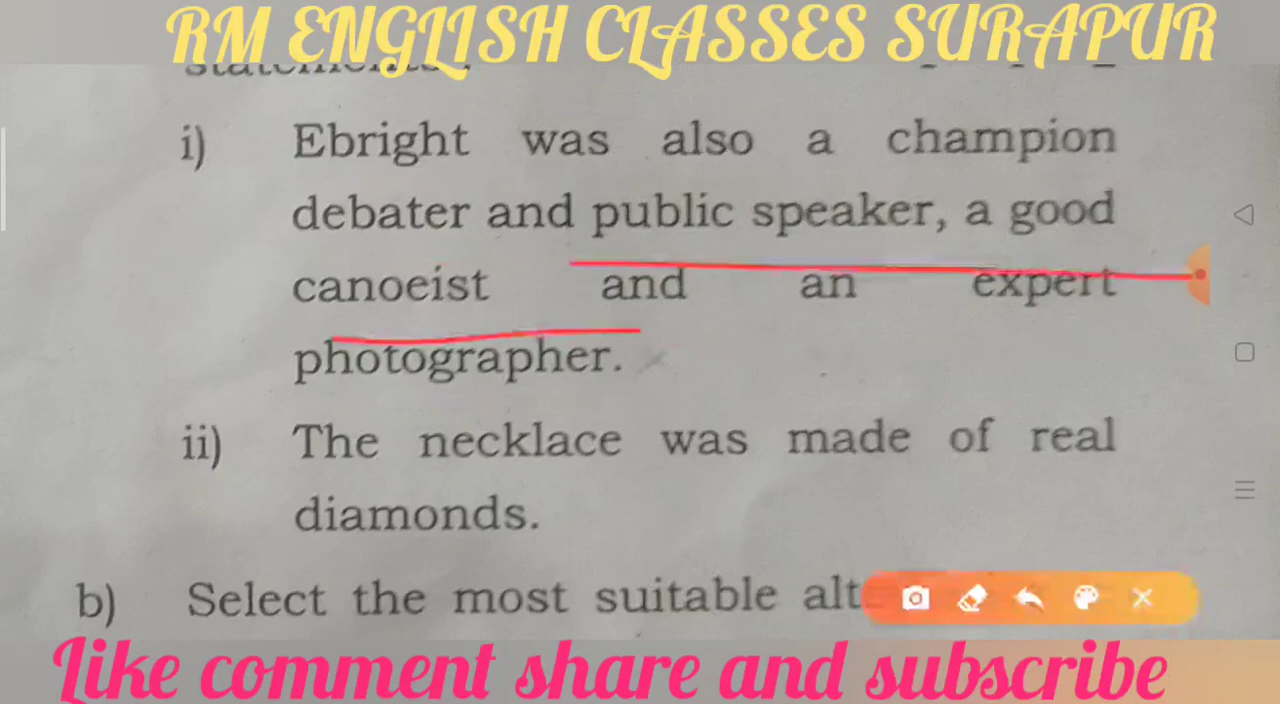 RM ENGLISH CLASSES SURAPUR
i) Ebright was also a champion
debater and public speaker, a good
canoeist and an expert
photographer.
ii) The necklace was made of real
diamonds.
b) Select the most suitable
Like comment share and subscribe